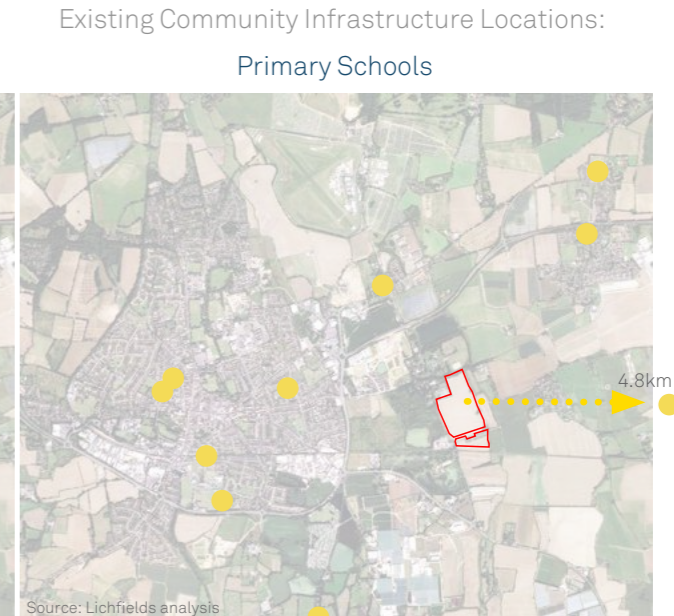 Existing Community Infrastructure Locations:
Primary Schools
4.8km
Source: Lichfields analysis